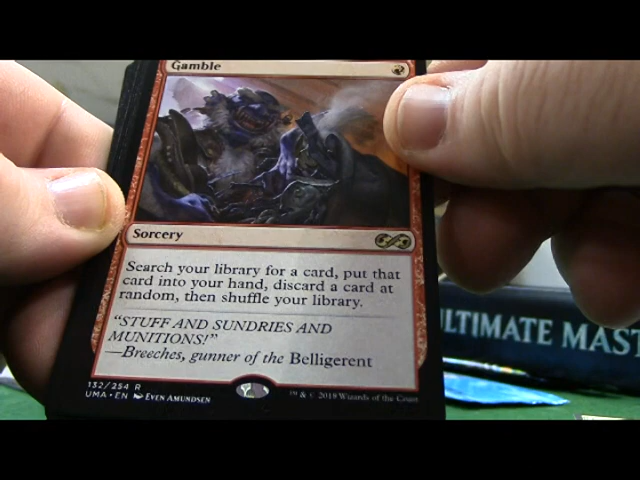 Gamble
Sorcery
Search your library for a card, put that
card into your hand, discard a card at
random, then shuffle your library.
"STUFF AND SUNDRIES AND
MUNITIONS!"
—Breeches, gunner of the Belligerent
132/254 R
UMA • EN Even Amundsen
™ & © 2018 Wizards of the Coast
ULTIMATE MAST